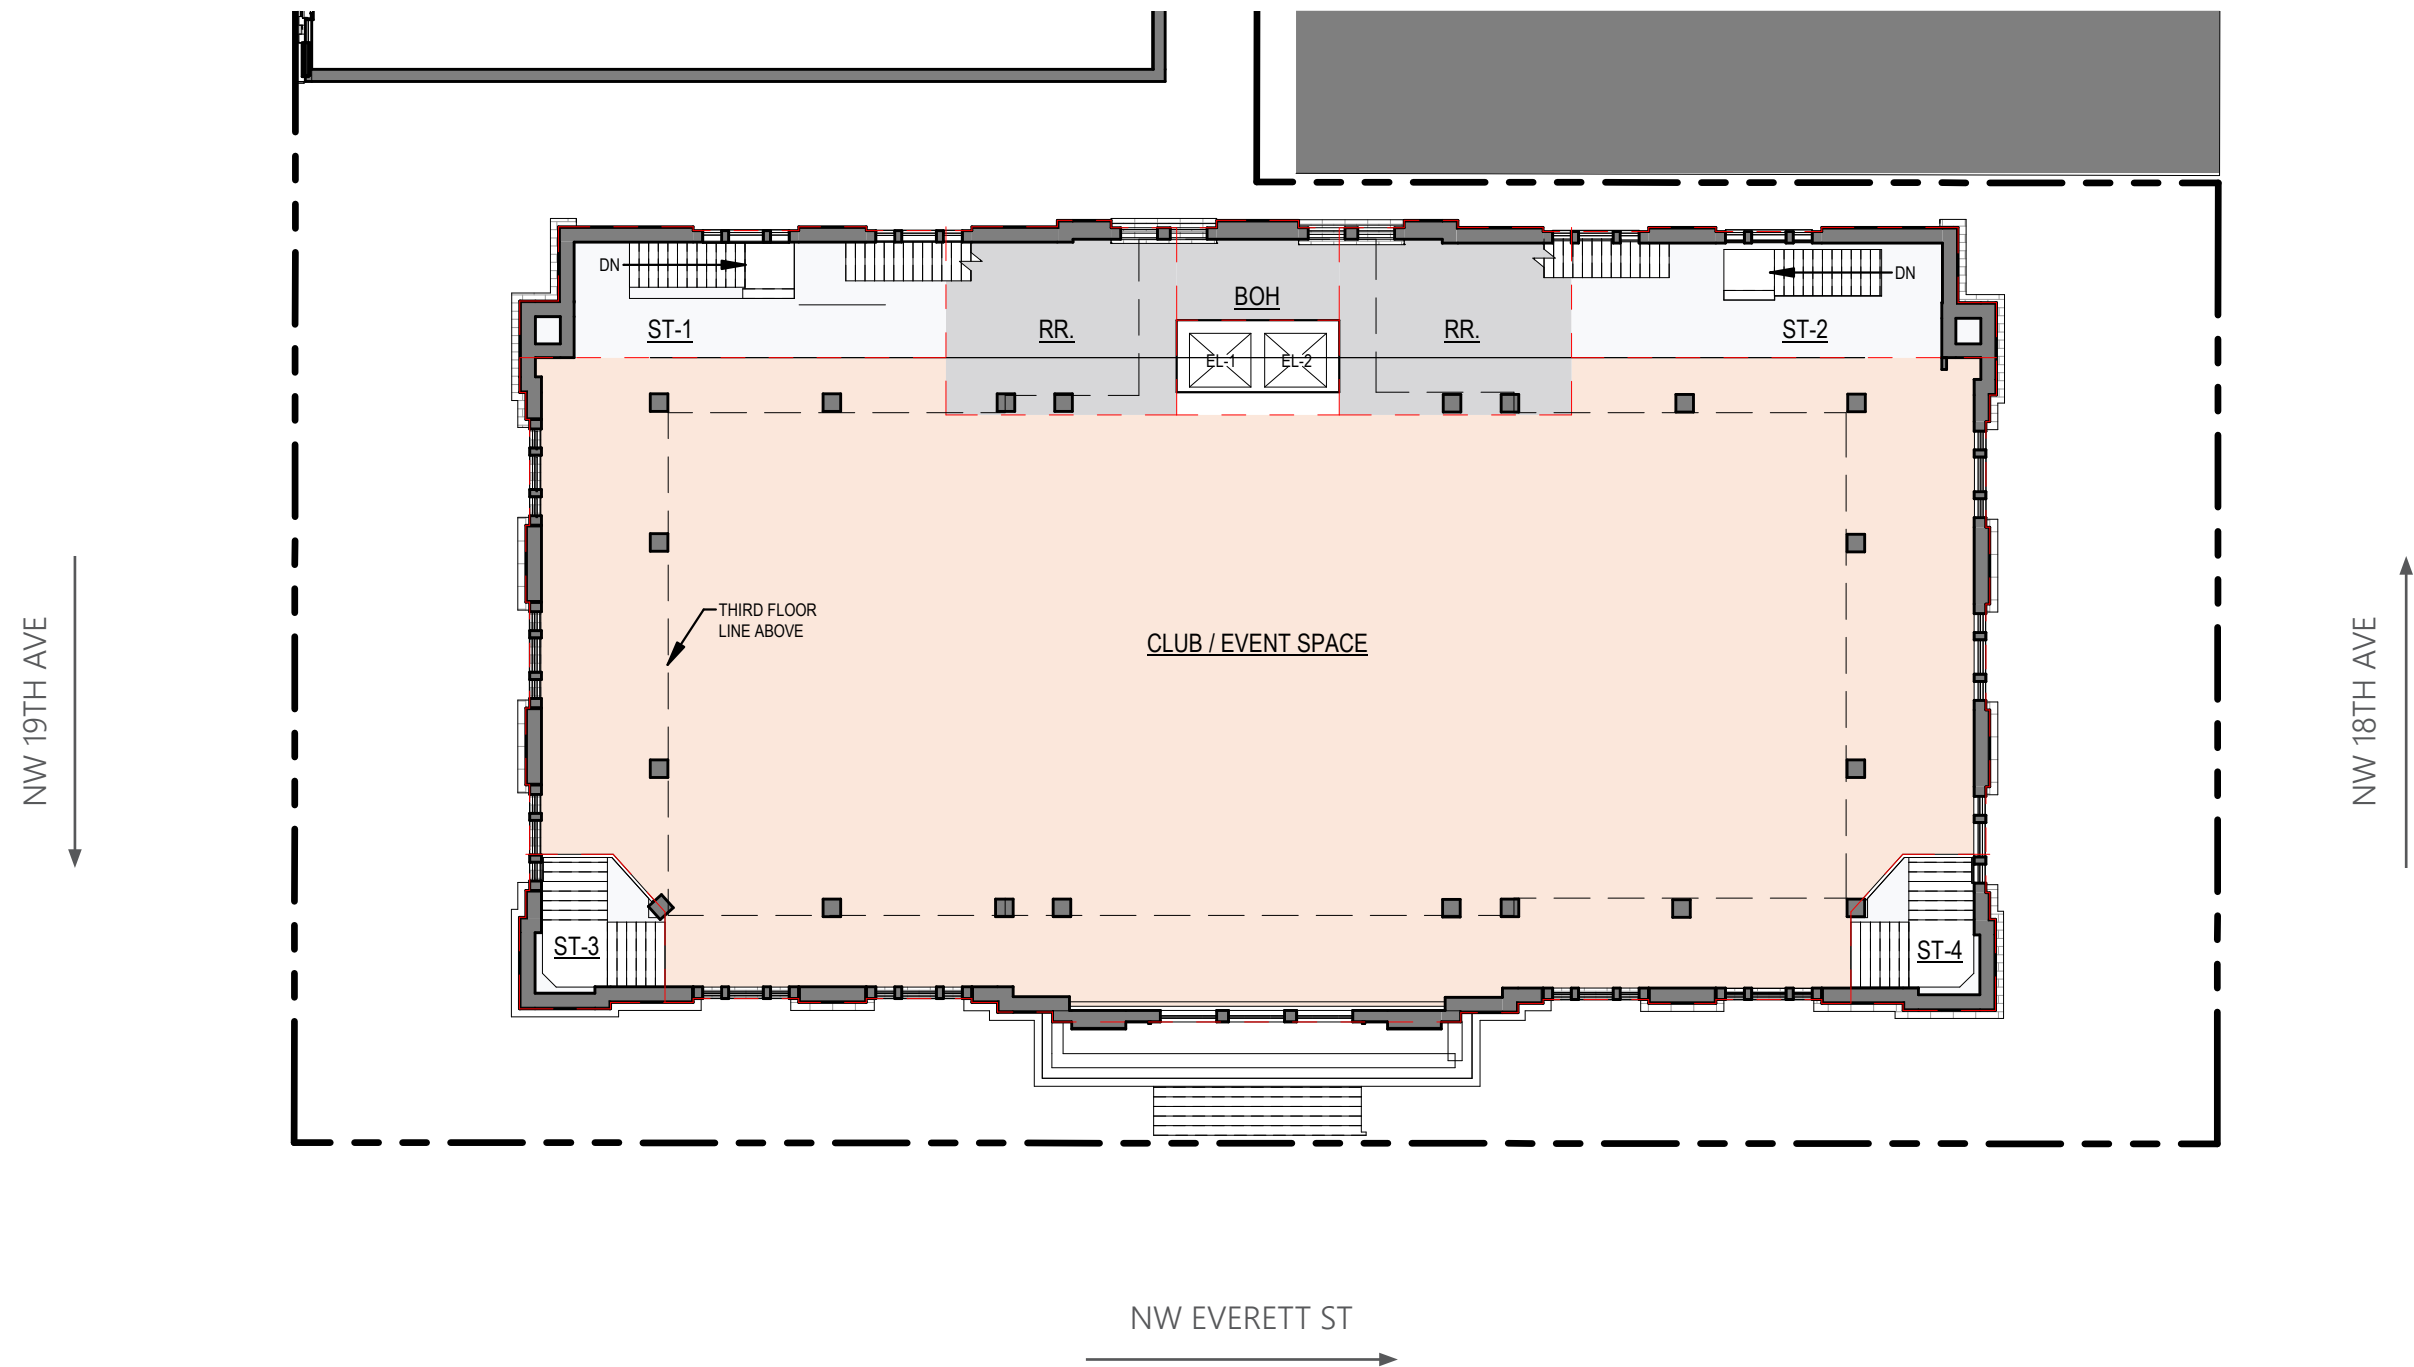 DN
DN
BOH
ST-1
RR.
RR.
ST-2
EL-1
EL-2
THIRD FLOOR
LINE ABOVE
CLUB / EVENT SPACE
NW 19TH AVE
NW 18TH AVE
ST-3
ST-4
NW EVERETT ST